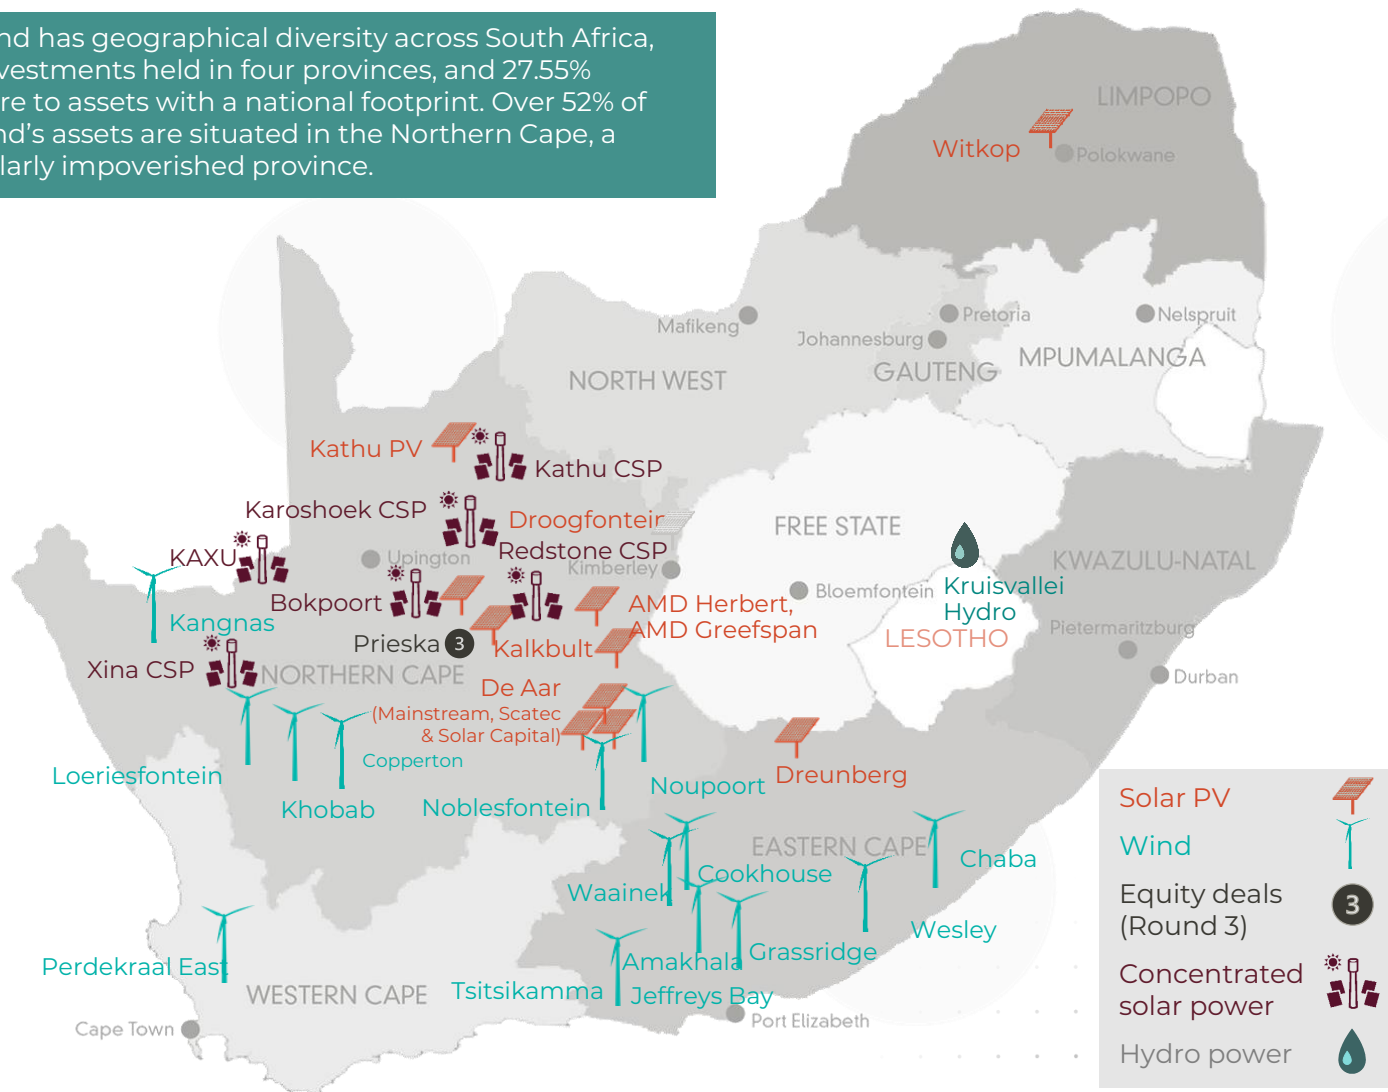 nd has geographical diversity across South Africa,
vestments held in four provinces, and 27.55%
re to assets with a national footprint. Over 52% of
nd's assets are situated in the Northern Cape, a
larly impoverished province.
LIMPOPO
Witkop
Polokwane
Mafikeng
Pretoria
Nelspruit
Johannesburg
NORTH WEST
GAUTENG
MPUMALANGA
Kathu PV
Kathu CSP
Karoshoek CSP
Droogfontein
FREE STATE
KAXU
Upington
Redstone CSP
Kimberley
KWAZULU-NATAL
Kangnas
Bokpoort
AMD Herbert,
AMD Greefspan
Bloemfontein
Kruisvallei
Hydro
Prieska 3
Kalkbult
LESOTHO
Pietermaritzburg
Xina CSP
NORTHERN CAPE
Durban
De Aar
(Mainstream, Scatec
& Solar Capital)
Copperton
Loeriesfontein
Khobab
Noblesfontein
Noupoort
Dreunberg
EASTERN CAPE
Chaba
Waainek
Cookhouse
Wesley
Perdekraal East
Amakhala
Grassridge
WESTERN CAPE
Tsitsikamma
Jeffreys Bay
Cape Town
Port Elizabeth
Solar PV
Wind
Equity deals
(Round 3)
3
Concentrated
solar power
Hydro power